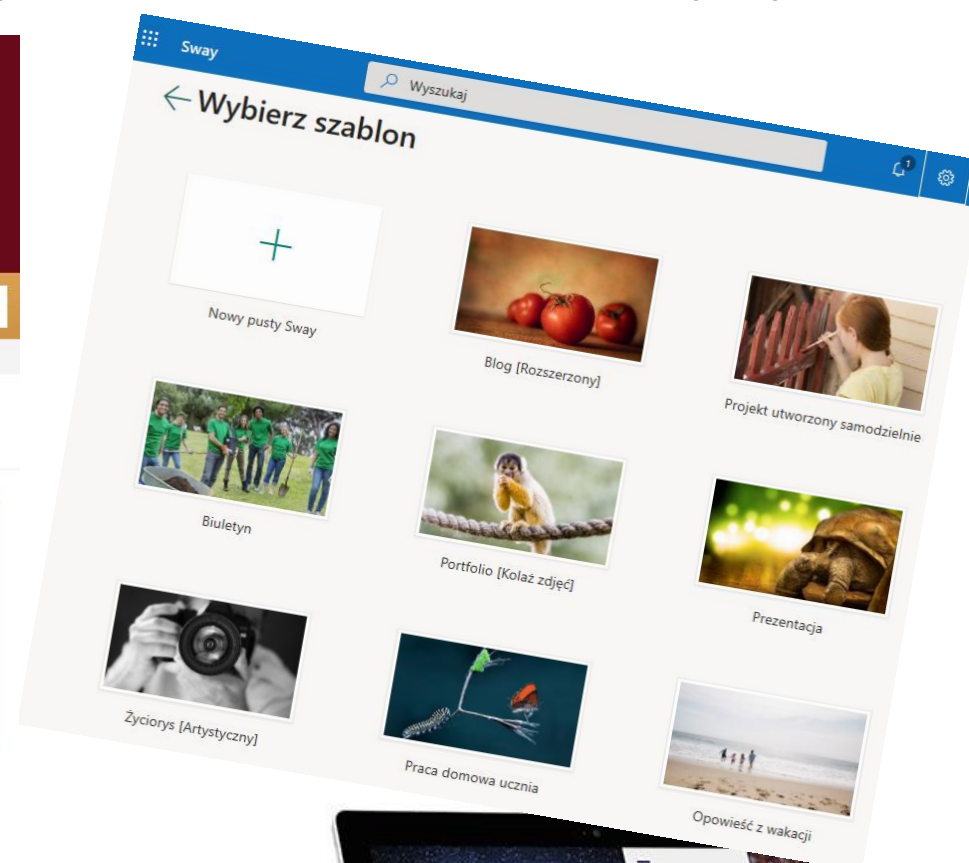 Sway
Wyszukaj
1
Wybierz szablon
Nowy pusty Sway
Blog [Rozszerzony]
Projekt utworzony samodzielnie
Biuletyn
Portfolio [Kolaż zdjęć]
Prezentacja
Życiorys [Artystyczny]
Praca domowa ucznia
Opowieść z wakacji